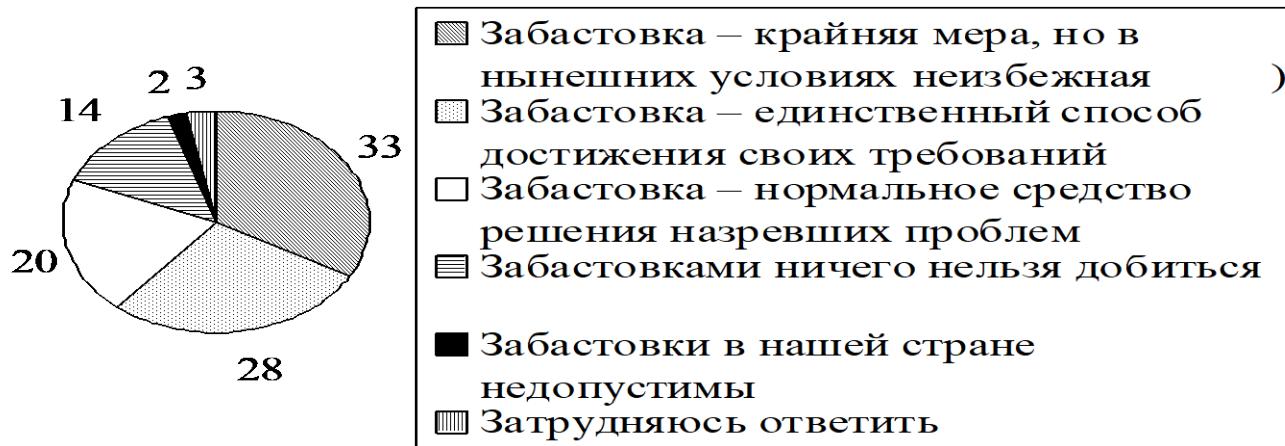 2 3
14
33
20
28
Забастовка – крайняя мера, но в
нынешних условиях неизбежная )
Забастовка – единственный способ
достижения своих требований
Забастовка – нормальное средство
решения назревших проблем
Забастовками ничего нельзя добиться
Забастовки в нашей стране
недопустимы
Затрудняюсь ответить